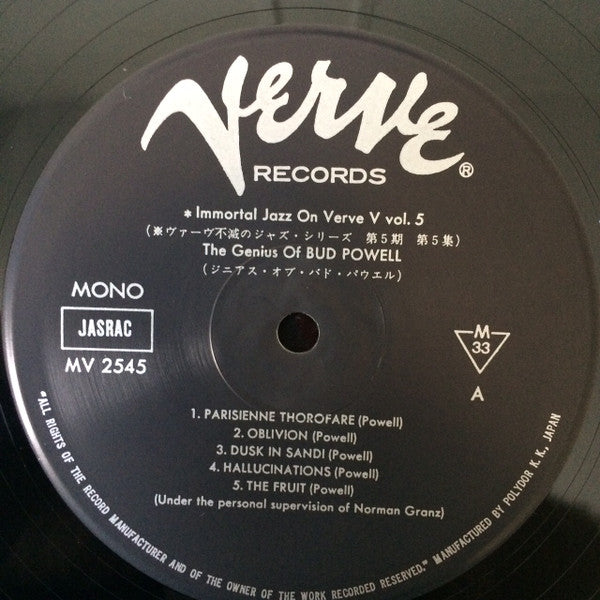 VERVE®
RECORDS
*Immortal Jazz On Verve V vol. 5
(※ヴァーヴ不滅のジャズ・シリーズ 第5期 第5集)
The Genius Of BUD POWELL
(ジニアス・オブ・バド・パウエル)
MONO
JASRAC
MV 2545
M
33
A
1. PARISIENNE THOROFARE (Powell)
2. OBLIVION (Powell)
3. DUSK IN SANDI (Powell)
4. HALLUCINATIONS (Powell)
5. THE FRUIT (Powell)
(Under the personal supervision of Norman Granz)
"ALL RIGHTS OF THE RECORD MANUFACTURER AND OF THE OWNER OF THE WORK RECORDED RESERVED." MANUFACTURED BY POLYDOR K. K., JAPAN